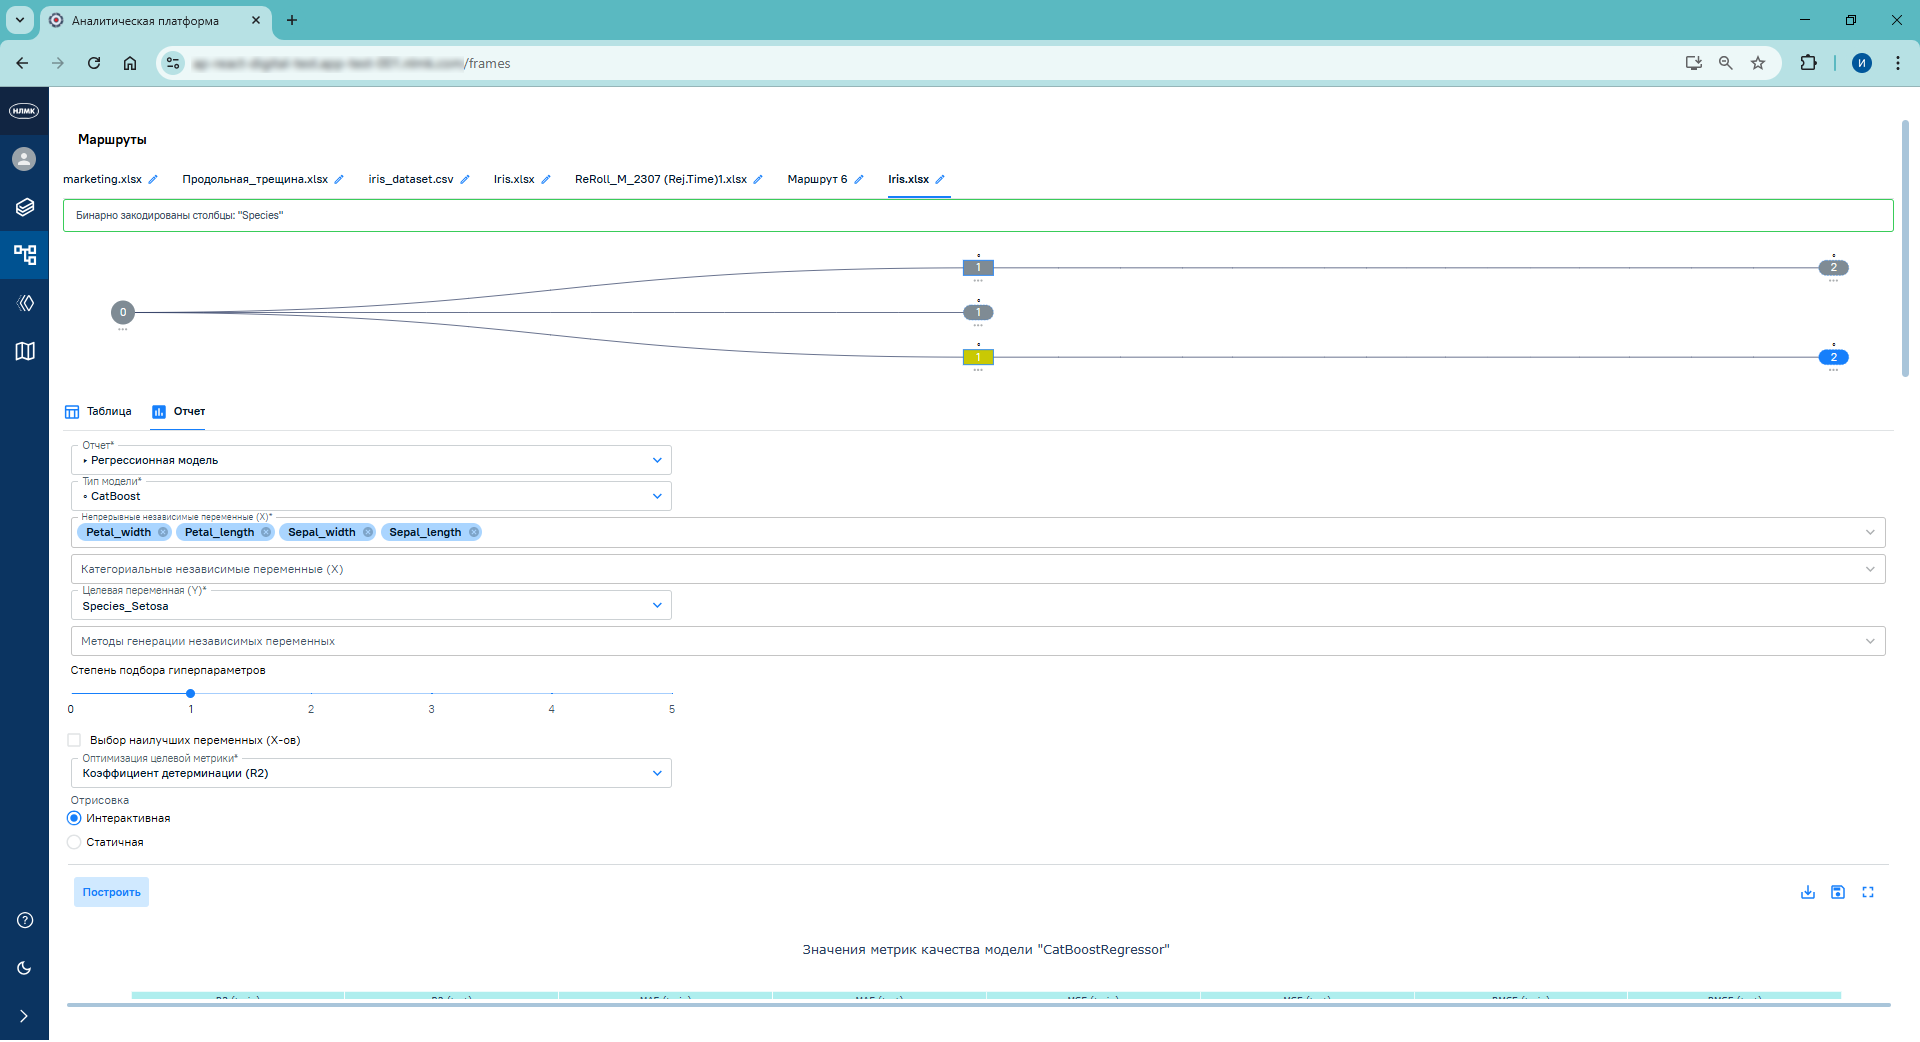 Аналитическая платформа
/frames
И
НЛМК
Маршруты
marketing.xlsx Продольная_трещина.xlsx iris_dataset.csv Iris.xlsx ReRoll_M_2307 (Rej.Time)1.xlsx Маршрут 6 Iris.xlsx
Бинарно закодированы столбцы: "Species"
1 2
0 1
1 2
Таблица Отчет
Отчет*
Регрессионная модель
Тип модели*
CatBoost
Непрерывные независимые переменные (X)*
Petal_width Petal_length Sepal_width Sepal_length
Категориальные независимые переменные (X)
Целевая переменная (Y)*
Species_Setosa
Методы генерации независимых переменных
Степень подбора гиперпараметров
0 1 2 3 4 5
Выбор наилучших переменных (X-ов)
Оптимизация целевой метрики*
Коэффициент детерминации (R2)
Отрисовка
Интерактивная
Статичная
Построить
Значения метрик качества модели "CatBoostRegressor"